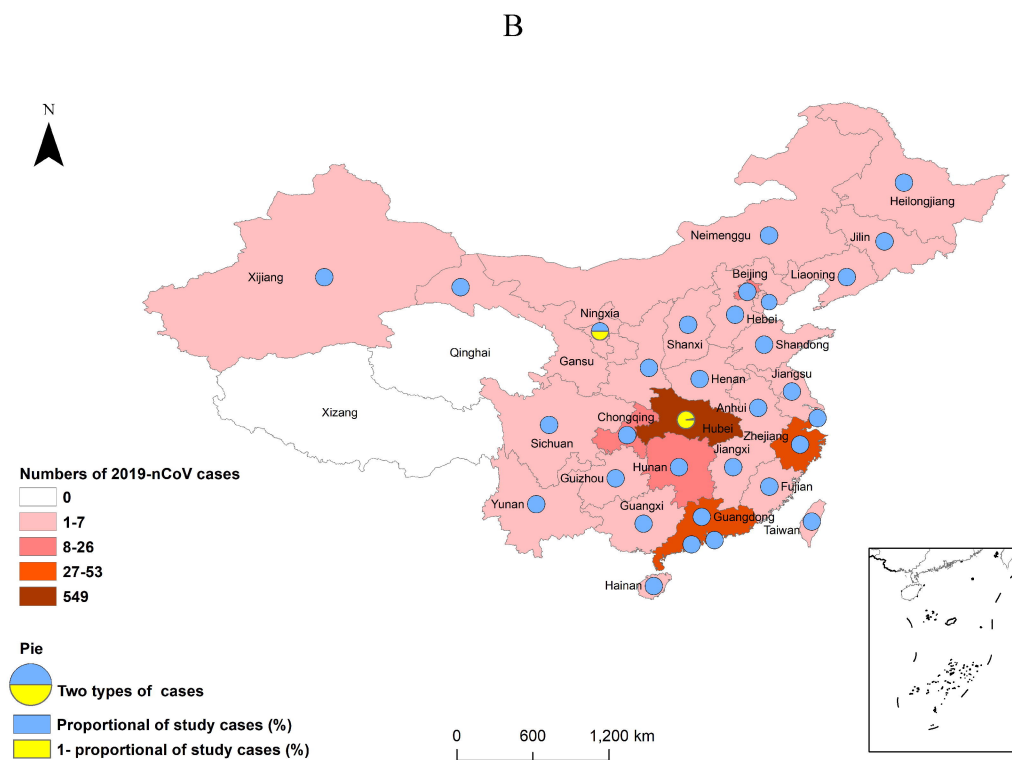 B
N
Heilongjiang
Neimenggu
Jilin
Xijiang
Beijing
Liaoning
Ningxia
Hebei
Shanxi
Shandong
Qinghai
Gansu
Jiangsu
Henan
Xizang
Anhui
Chongqing
Hubei
Zhejiang
Sichuan
Jiangxi
Hunan
Guizhou
Fujian
Yunan
Guangxi
Guangdong
Taiwan
Hainan
Numbers of 2019-nCoV cases
0
1-7
8-26
27-53
549
Pie
Two types of cases
Proportional of study cases (%)
1- proportional of study cases (%)
0 600 1,200 km